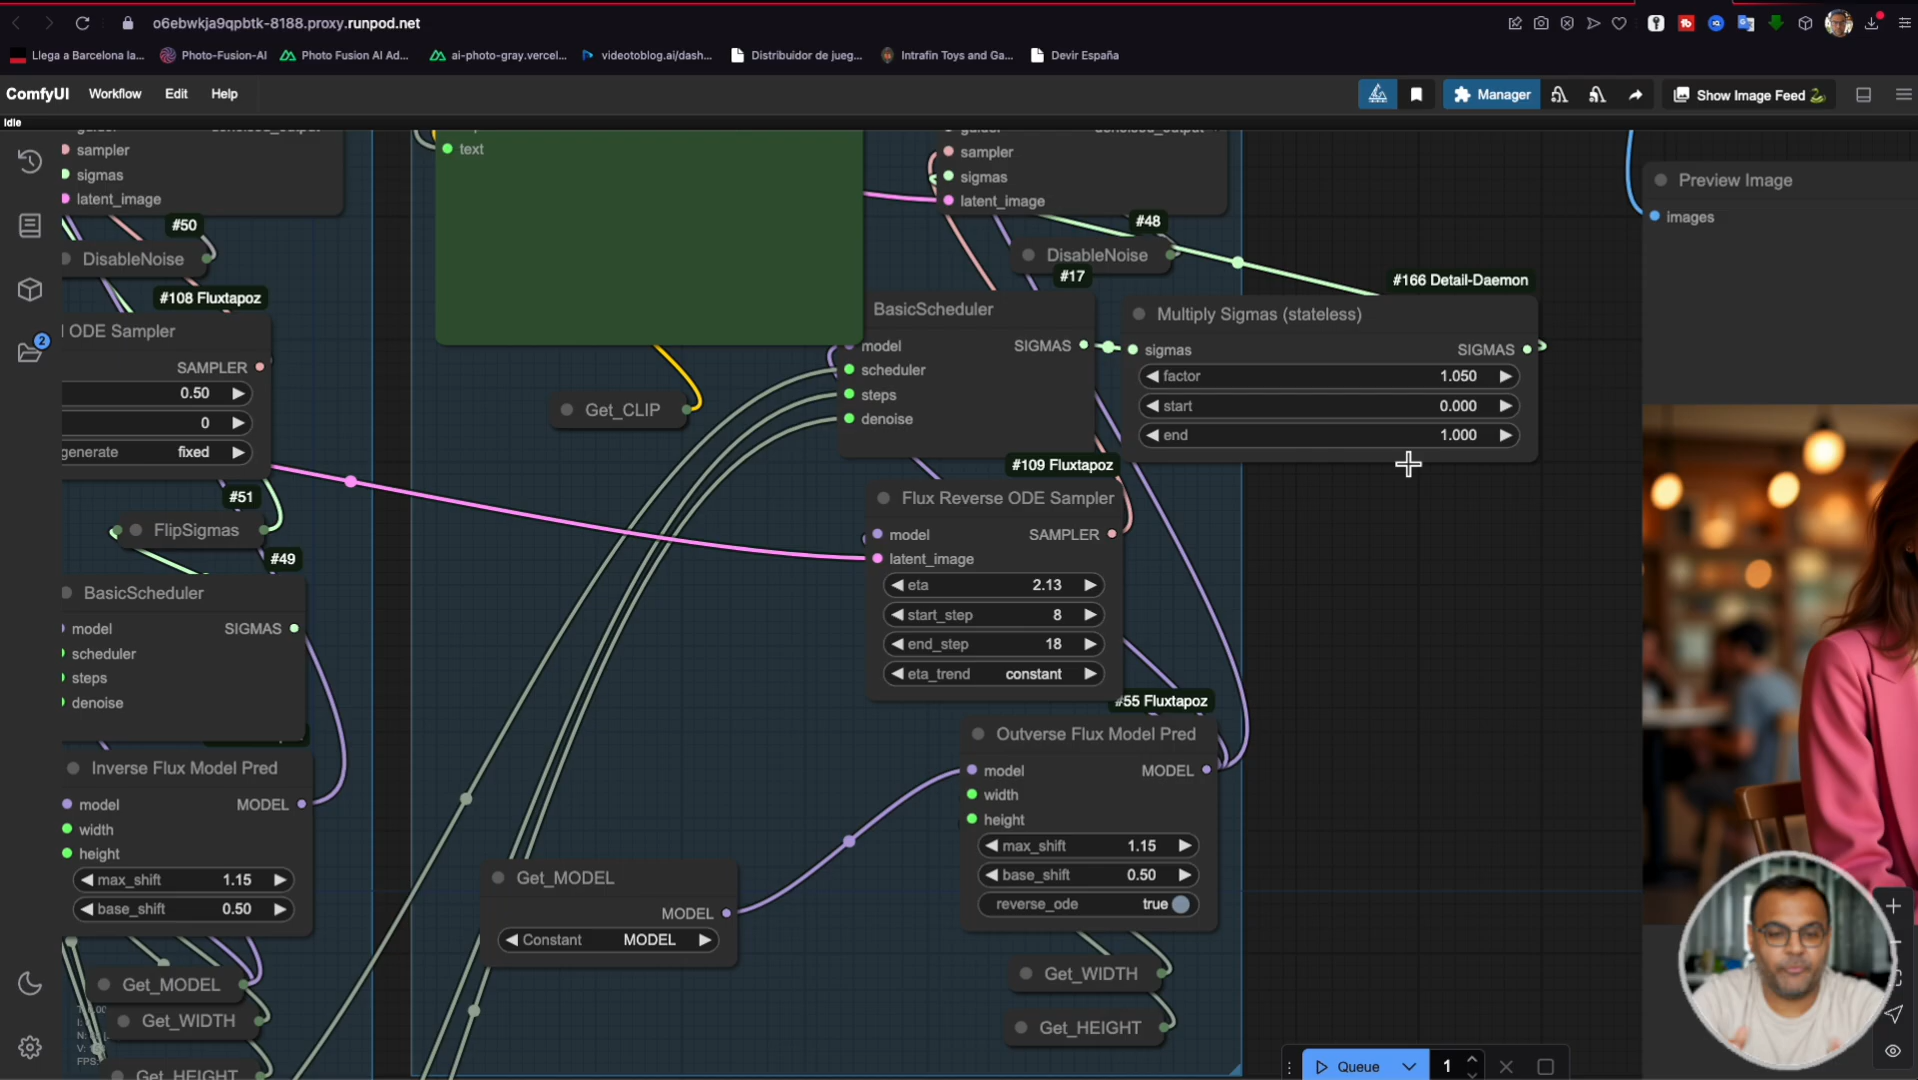 o6ebwkja9qpbtk-8188.proxy.runpod.net
Llega a Barcelona la...
Photo-Fusion-AI
Photo Fusion AI Ad...
ai-photo-gray.vercel...
videotoblog.ai/dash...
Distribuidor de jueg...
Intrafin Toys and Ga...
Devir España
ComfyUI
Workflow
Edit
Help
Manager
Show Image Feed
Idle
sampler
sigmas
latent_image
#50
DisableNoise
#108 Fluxtapoz
ODE Sampler
SAMPLER
0.50
0
generate fixed
#51
FlipSigmas
#49
BasicScheduler
model SIGMAS
scheduler
steps
denoise
Inverse Flux Model Pred
model MODEL
width
height
max_shift 1.15
base_shift 0.50
Get_MODEL
Get_WIDTH
Get_HEIGHT
2
text
Get_CLIP
Get_MODEL
MODEL
Constant MODEL
guider denoised_output
sampler
sigmas
latent_image
#48
DisableNoise
#17
BasicScheduler
model SIGMAS
scheduler
steps
denoise
#166 Detail-Daemon
Multiply Sigmas (stateless)
sigmas SIGMAS
factor 1.050
start 0.000
end 1.000
#109 Fluxtapoz
Flux Reverse ODE Sampler
model SAMPLER
latent_image
eta 2.13
start_step 8
end_step 18
eta_trend constant
#55 Fluxtapoz
Outverse Flux Model Pred
model MODEL
width
height
max_shift 1.15
base_shift 0.50
reverse_ode true
Get_WIDTH
Get_HEIGHT
Preview Image
images
Queue
1